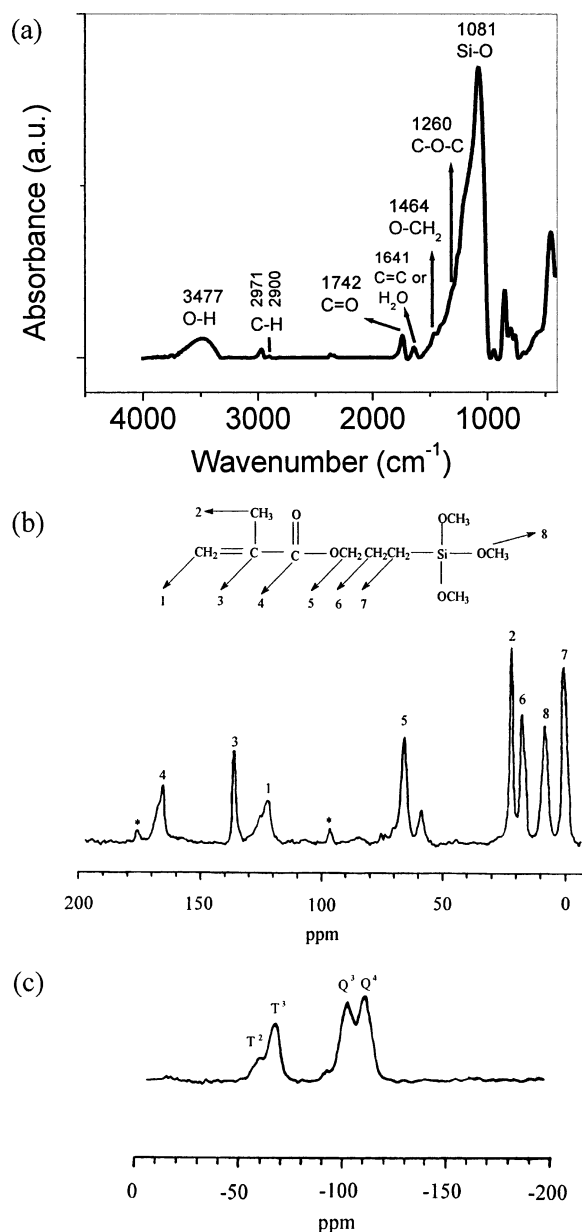 (a)
1081
Si-O
1260
C-O-C
1464
O-CH2
1641
C=C or
H2O
1742
C=O
2971
2900
C-H
3477
O-H
Absorbance (a.u.)
4000 3000 2000 1000
Wavenumber (cm-1)
(b)
2 CH3 O OCH3
CH2 C C OCH2CH2CH2 Si OCH3 8
OCH3
1 3 4 5 6 7
4 3 1 5 2 6 8 7
* *
200 150 100 50 0
ppm
(c)
T2 T3 Q3 Q4
0 -50 -100 -150 -200
ppm